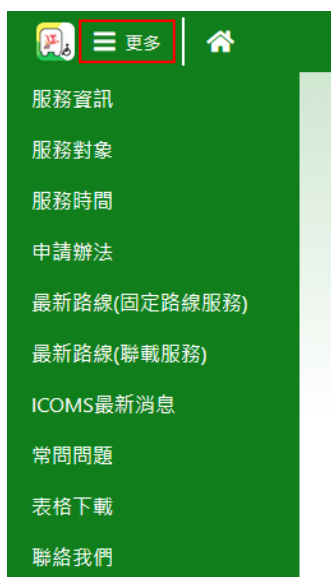 更多
服務資訊
服務對象
服務時間
申請辦法
最新路線(固定路線服務)
最新路線(聯載服務)
ICOMS最新消息
常問問題
表格下載
聯絡我們